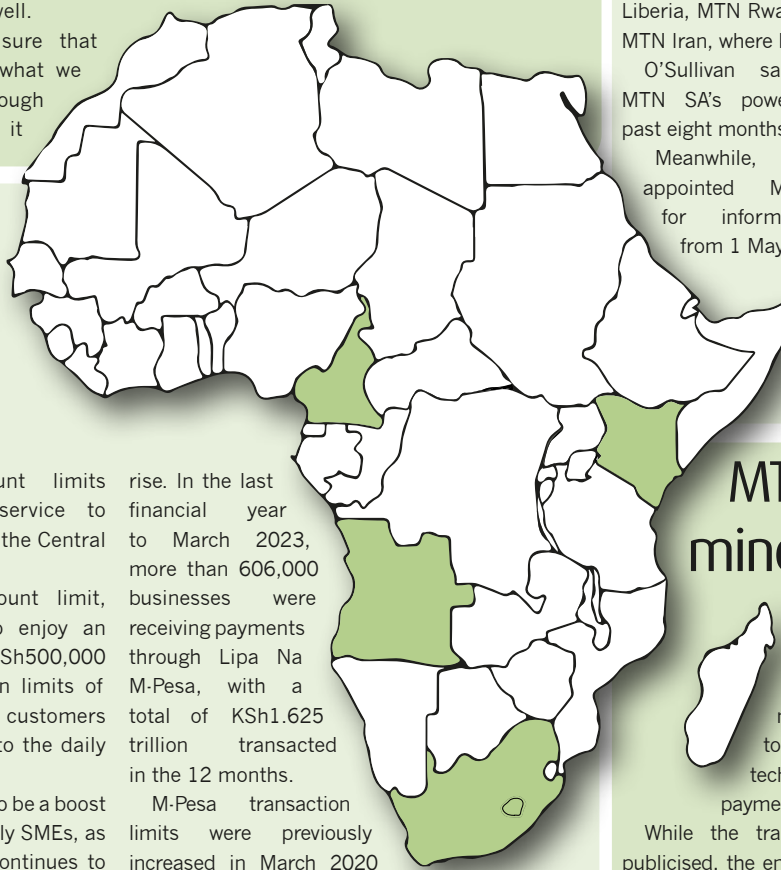 well.
sure that
what we
ough
it
unt limits
service to
the Central
ount limit,
enjoy an
Sh500,000
n limits of
customers
to the daily
o be a boost
ly SMEs, as
ontinues to
rise. In the last
financial year
to March 2023,
more than 606,000
businesses were
receiving payments
through Lipa Na
M-Pesa, with a
total of KSh1.625
trillion transacted
in the 12 months.
M-Pesa transaction
limits were previously
increased in March 2020
Liberia, MTN Rwa
MTN Iran, where
O’Sullivan sa
MTN SA’s powe
past eight months
Meanwhile,
appointed M
for inform
from 1 May
MT
mino
to
tech
payme
While the tra
publicised, the en